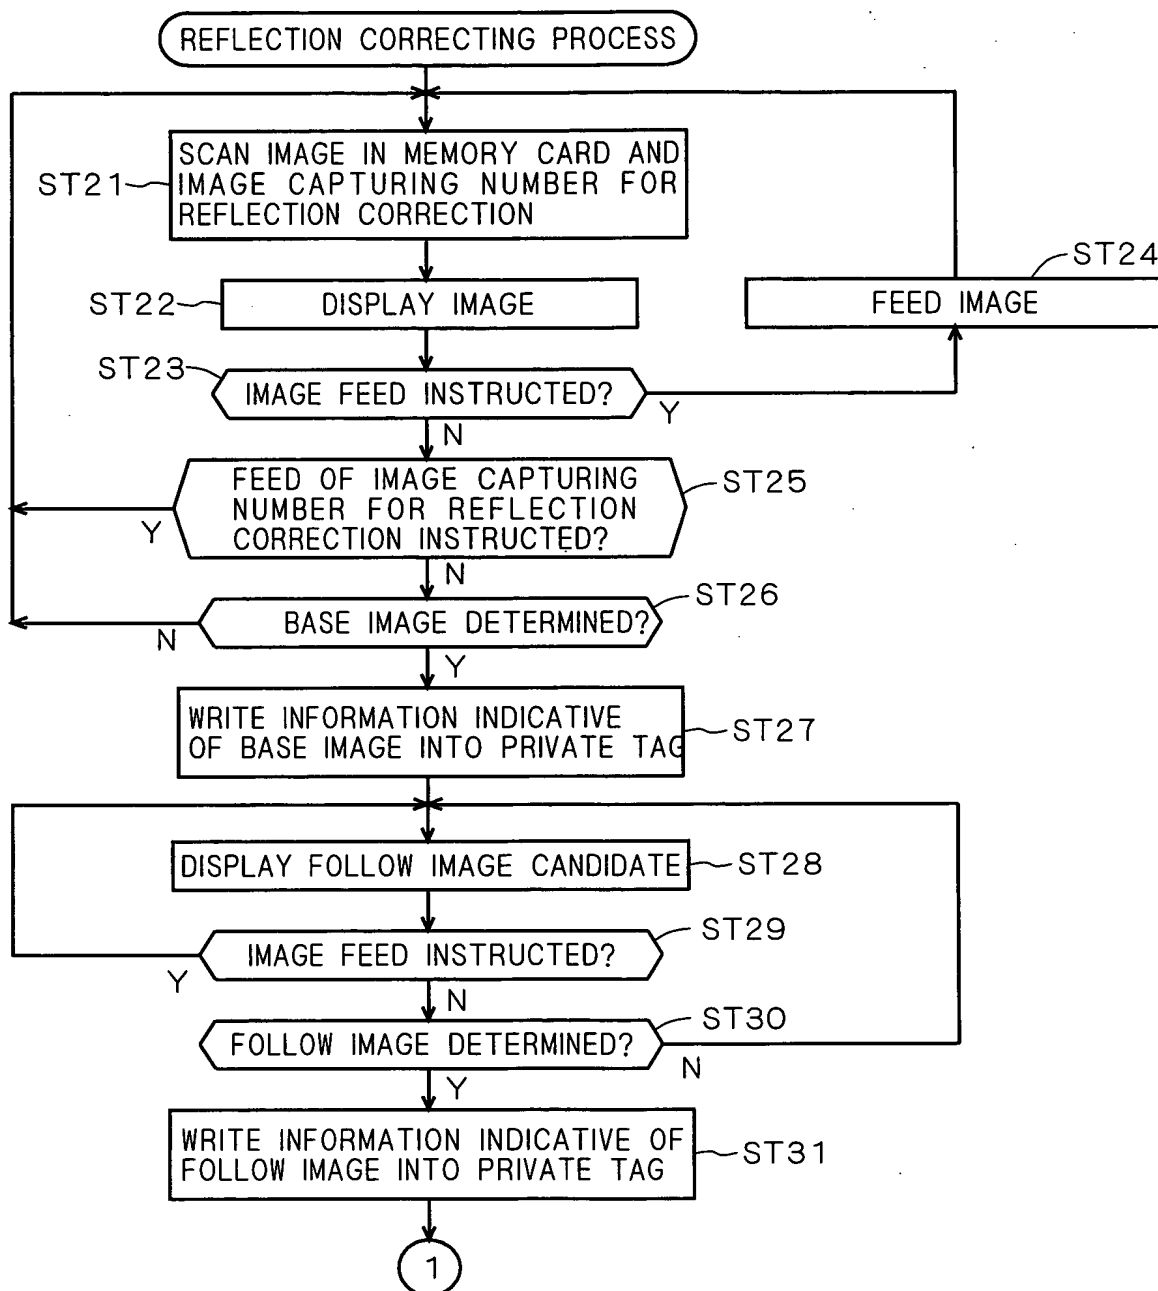 REFLECTION CORRECTING PROCESS
ST21
SCAN IMAGE IN MEMORY CARD AND
IMAGE CAPTURING NUMBER FOR
REFLECTION CORRECTION
ST24
FEED IMAGE
ST22
DISPLAY IMAGE
ST23
IMAGE FEED INSTRUCTED?
Y
N
ST25
FEED OF IMAGE CAPTURING
NUMBER FOR REFLECTION
CORRECTION INSTRUCTED?
Y
N
ST26
BASE IMAGE DETERMINED?
N
Y
WRITE INFORMATION INDICATIVE
OF BASE IMAGE INTO PRIVATE TAG
ST27
DISPLAY FOLLOW IMAGE CANDIDATE
ST28
ST29
IMAGE FEED INSTRUCTED?
Y
N
ST30
FOLLOW IMAGE DETERMINED?
N
Y
WRITE INFORMATION INDICATIVE OF
FOLLOW IMAGE INTO PRIVATE TAG
ST31
1